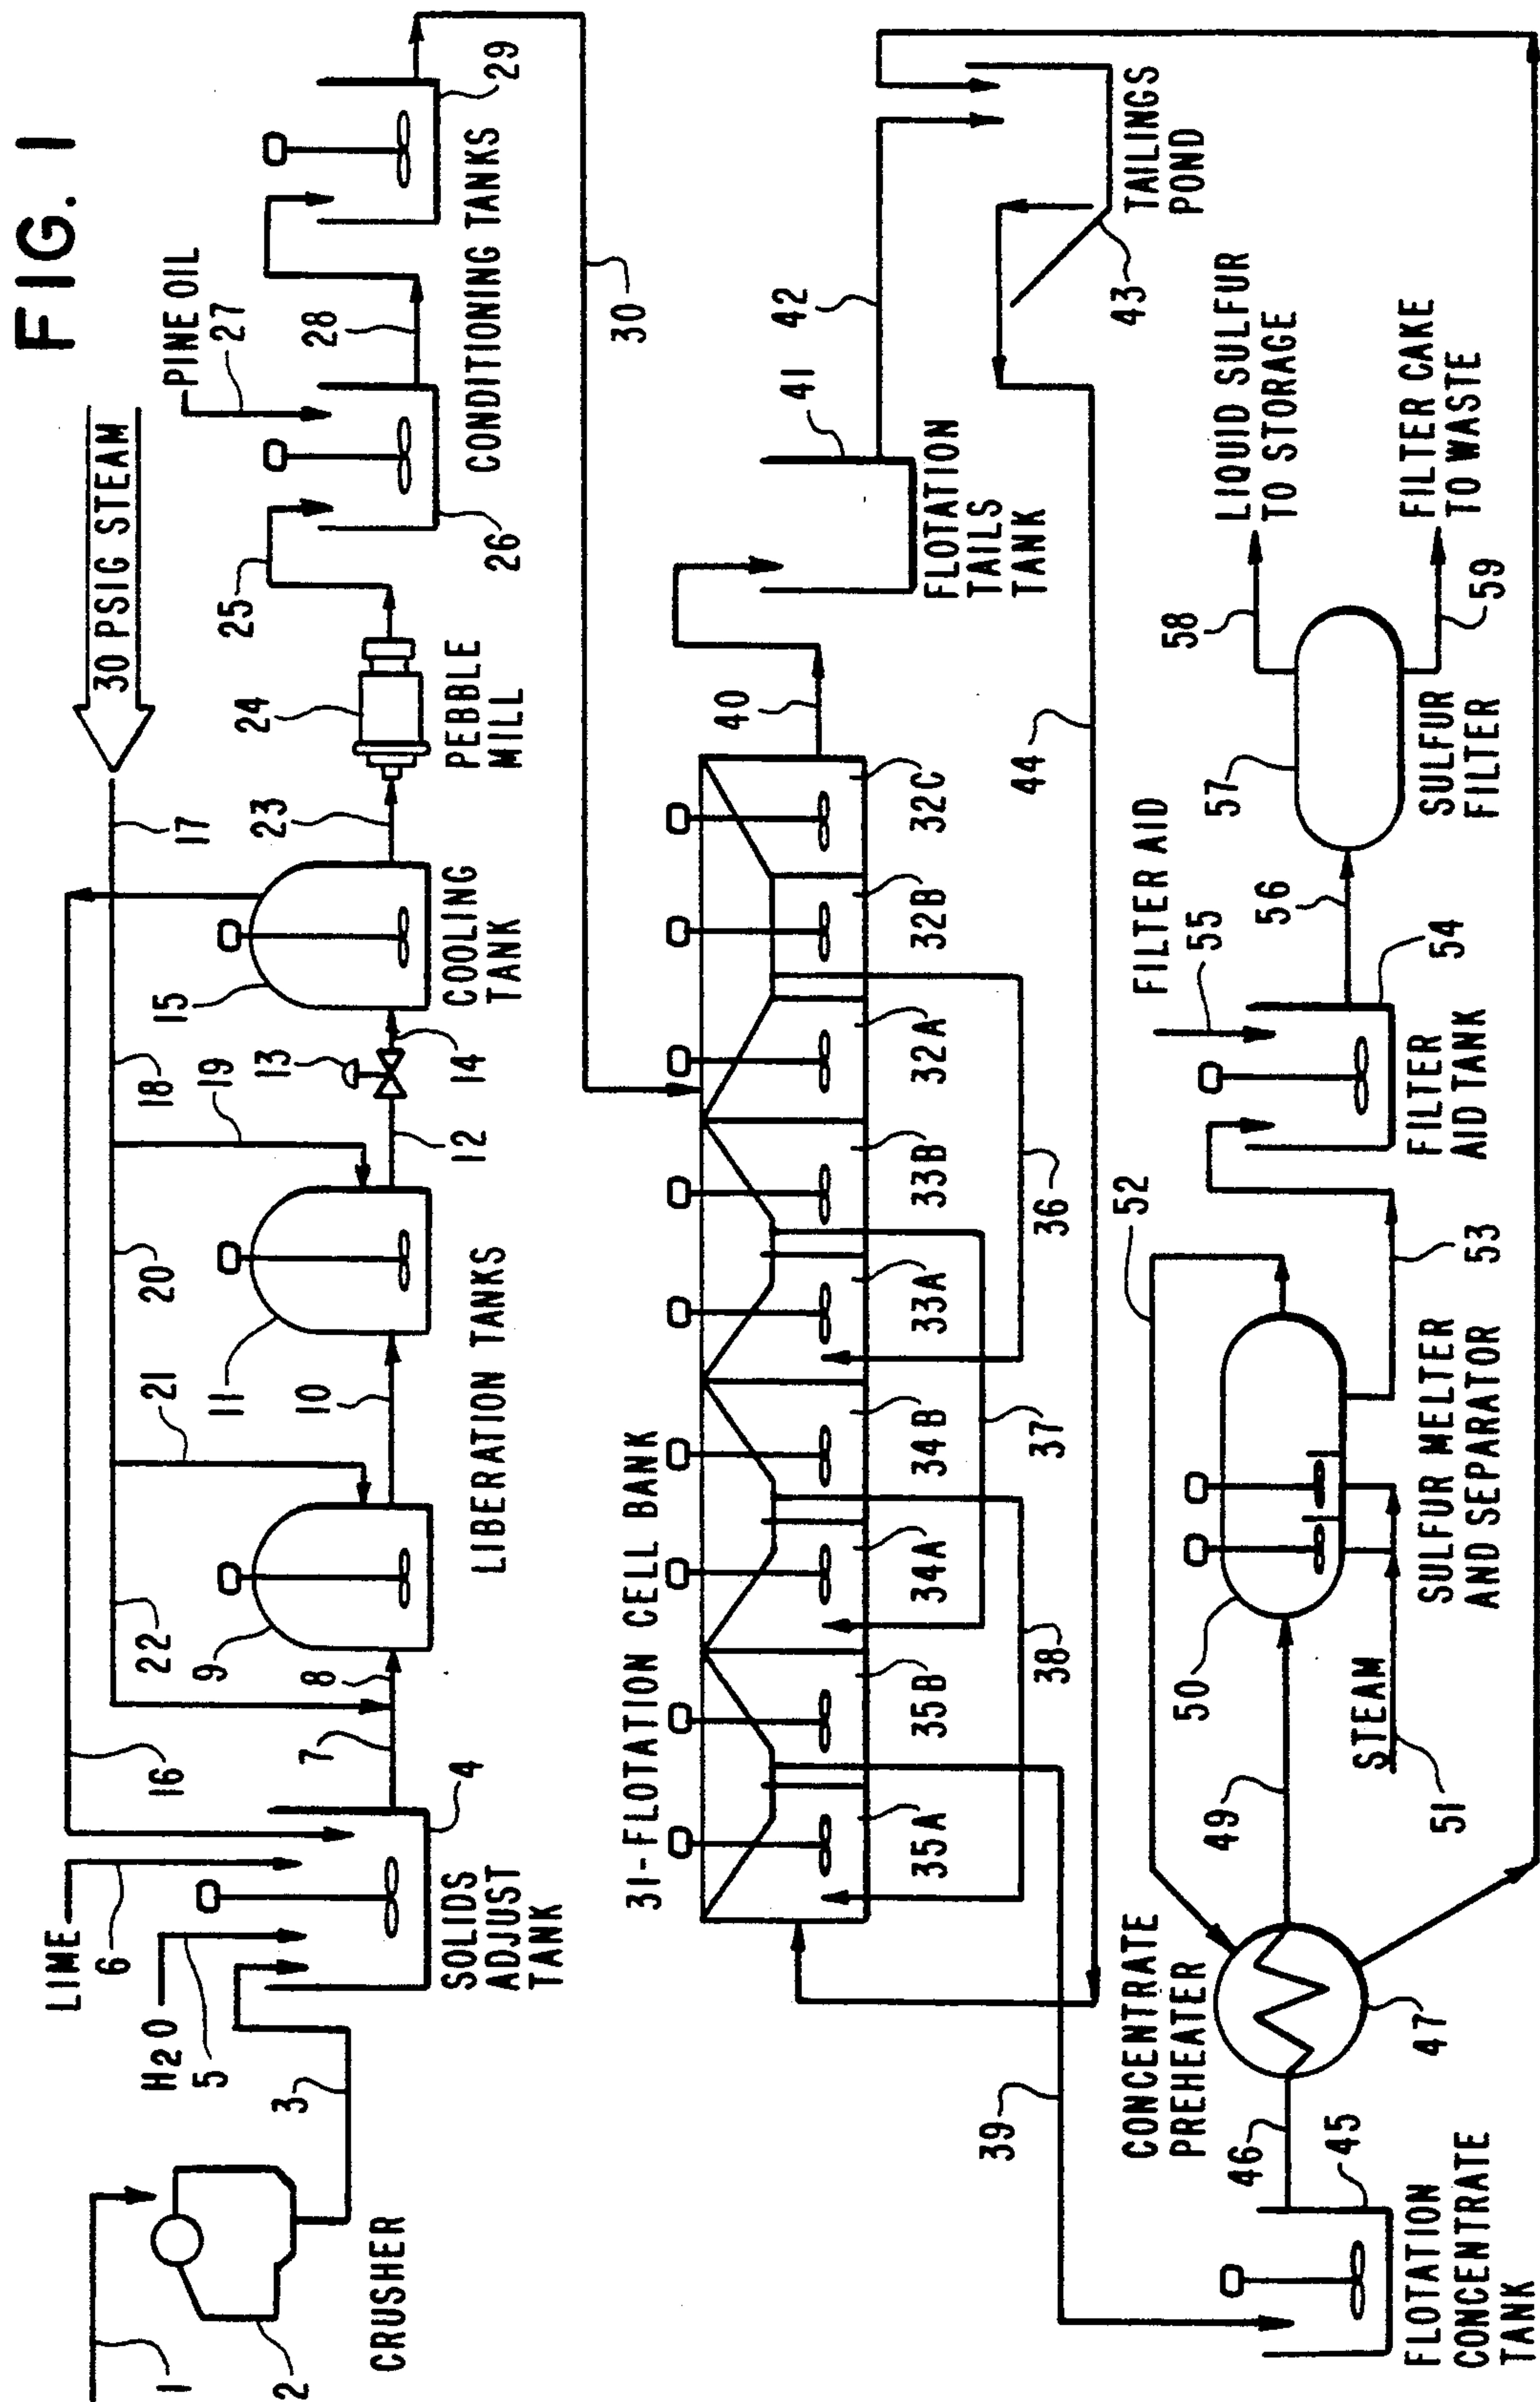 FIG. 1
30 PSIG STEAM
LIME
6
H2O
5
1
2
CRUSHER
3
SOLIDS
ADJUST
TANK
4
7
8
16
22
9
21
LIBERATION TANKS
10
11
20
19
18
12
13
14
15
17
COOLING
TANK
23
24
PEBBLE
MILL
25
26
PINE OIL
27
28
CONDITIONING TANKS
29
30
31-FLOTATION CELL BANK
35A
35B
34A
34B
33A
33B
32A
32B
32C
36
37
38
39
40
41
FLOTATION
TAILS
TANK
42
43
TAILINGS
POND
44
FLOTATION
CONCENTRATE
TANK
45
46
CONCENTRATE
PREHEATER
47
49
50
STEAM
51
SULFUR MELTER
AND SEPARATOR
52
53
FILTER AID
55
54
FILTER
AID TANK
56
57
SULFUR
FILTER
58
LIQUID SULFUR
TO STORAGE
59
FILTER CAKE
TO WASTE